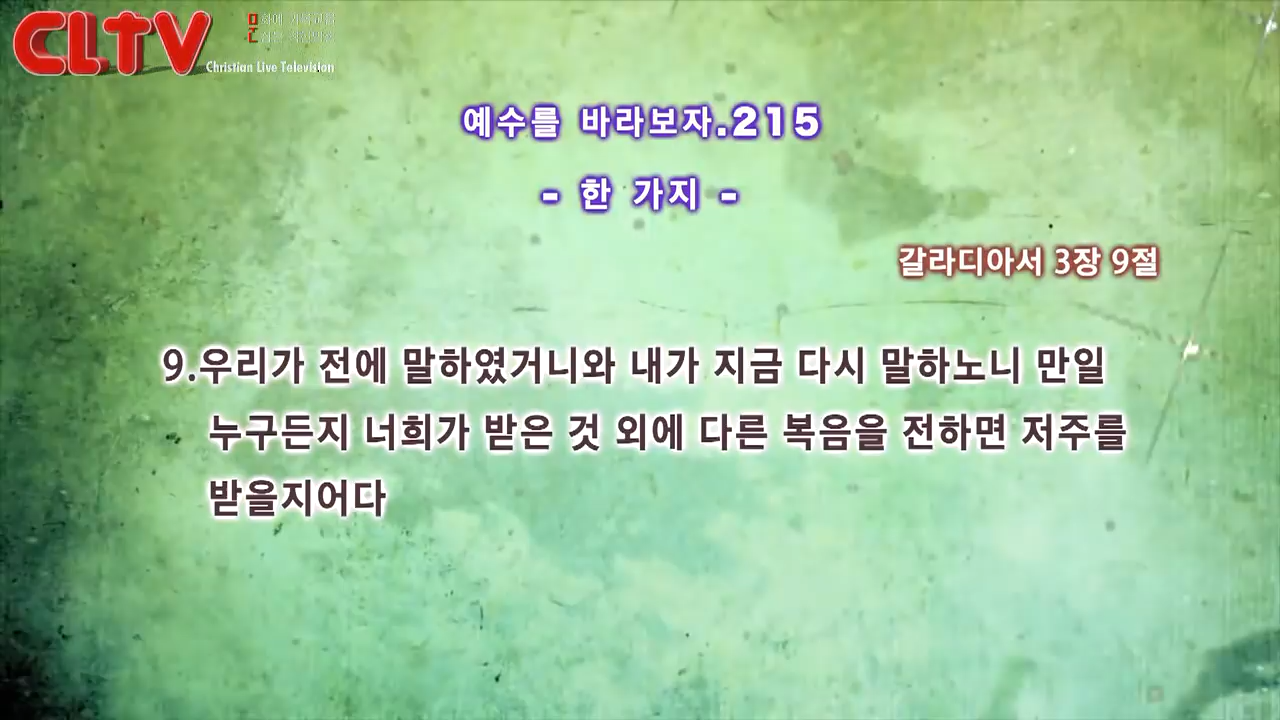 CLTV
Christian Live Television
예수를 바라보자.215
- 한 가지 -
갈라디아서 3장 9절
9.우리가 전에 말하였거니와 내가 지금 다시 말하노니 만일
누구든지 너희가 받은 것 외에 다른 복음을 전하면 저주를
받을지어다